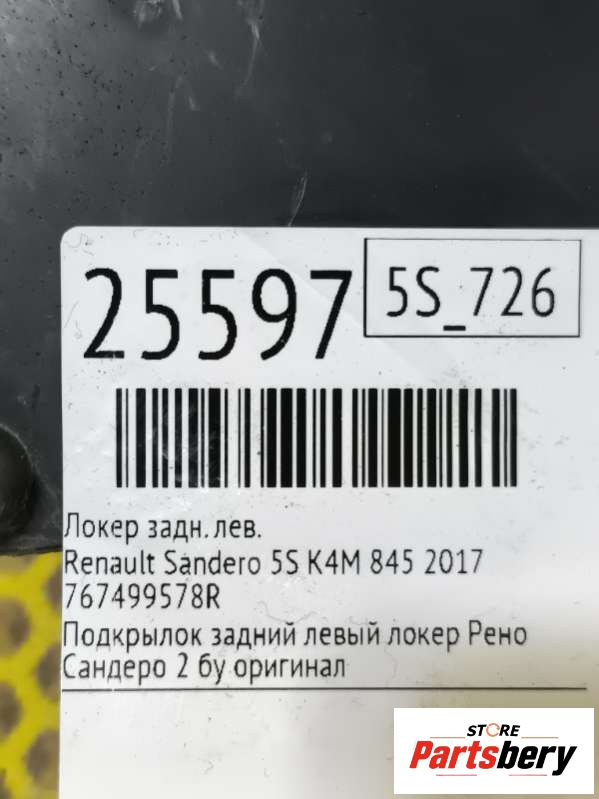 25597
5S_726
Локер задн.лев.
Renault Sandero 5S K4M 845 2017
767499578R
Подкрылок задний левый локер Рено
Сандеро 2 бу оригинал
STORE
Partsbery